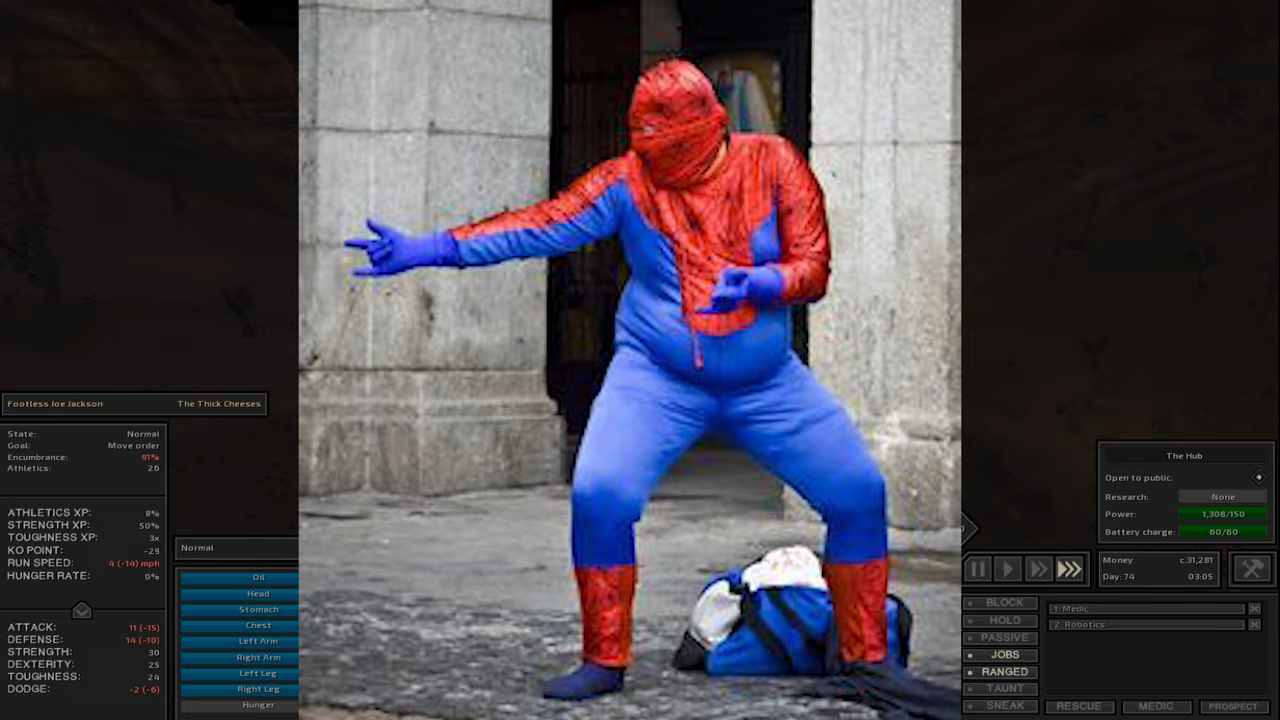 Footless Joe Jackson The Thick Cheeses
State: Normal
Goal: Move order
Encumbrance: 91%
Athletics: 26
ATHLETICS XP: 8%
STRENGTH XP: 50%
TOUGHNESS XP: 3x
KO POINT: -29
RUN SPEED: 4 (-14) mph
HUNGER RATE: 0%
ATTACK: 11 (-15)
DEFENSE: 14 (-10)
STRENGTH: 30
DEXTERITY: 25
TOUGHNESS: 24
DODGE: -2 (-6)
Normal
Oil
Head
Stomach
Chest
Left Arm
Right Arm
Left Leg
Right Leg
Hunger
The Hub
Open to public:
Research: None
Power: 1,308/150
Battery charge: 60/60
Money c.31,281
Day: 74 03:05
BLOCK
HOLD
PASSIVE
JOBS
RANGED
TAUNT
SNEAK
1: Medic
2: Robotics
RESCUE
MEDIC
PROSPECT